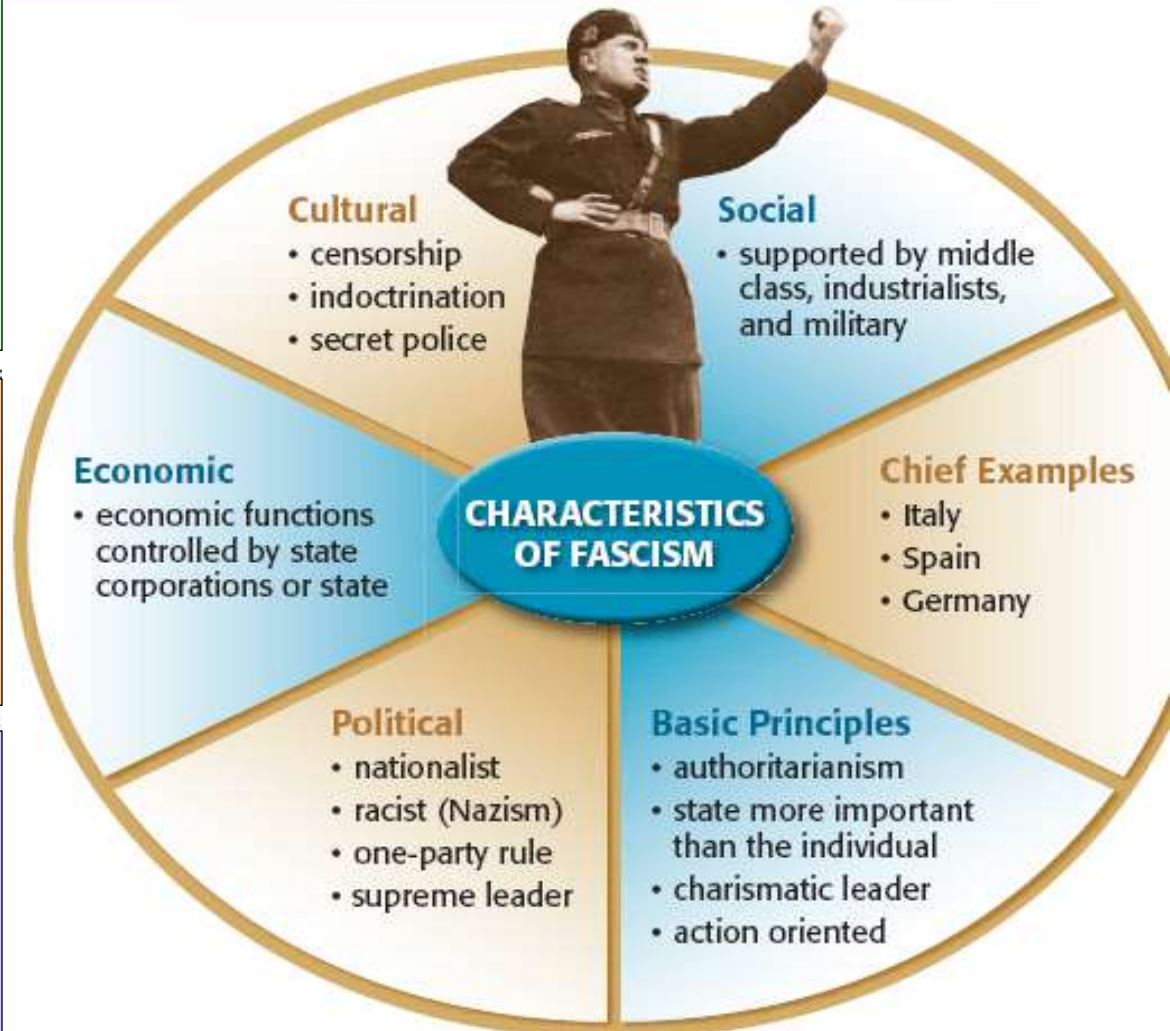 Cultural
• censorship
• indoctrination
• secret police
Social
• supported by middle
class, industrialists,
and military
Economic
• economic functions
controlled by state
corporations or state
CHARACTERISTICS
OF FASCISM
Chief Examples
• Italy
• Spain
• Germany
Political
• nationalist
• racist (Nazism)
• one-party rule
• supreme leader
Basic Principles
• authoritarianism
• state more important
than the individual
• charismatic leader
• action oriented